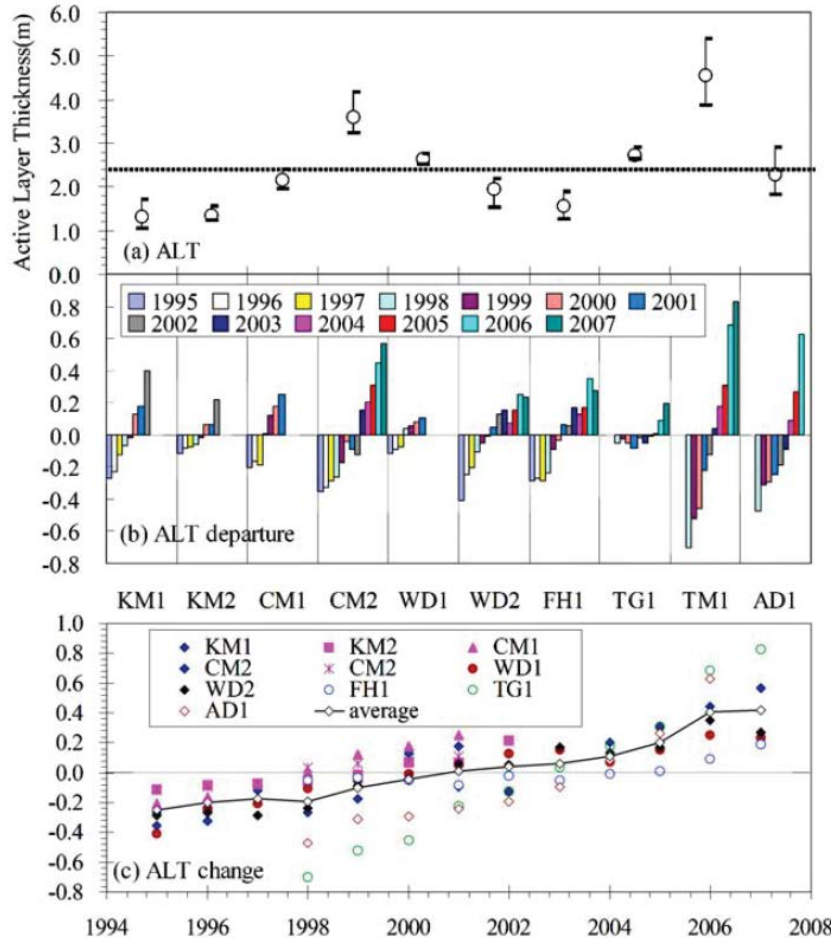 6.0
5.0
4.0
3.0
2.0
1.0
0.0
Active Layer Thickness(m)
(a) ALT
1995 1996 1997 1998 1999 2000 2001
2002 2003 2004 2005 2006 2007
0.8
0.6
0.4
0.2
0.0
-0.2
-0.4
-0.6
-0.8
(b) ALT departure
KM1 KM2 CM1 CM2 WD1 WD2 FH1 TG1 TM1 AD1
1.0
0.8
0.6
0.4
0.2
0.0
-0.2
-0.4
-0.6
-0.8
KM1 KM2 CM1
CM2 CM2 WD1
WD2 FH1 TG1
AD1 average
(c) ALT change
1994 1996 1998 2000 2002 2004 2006 2008